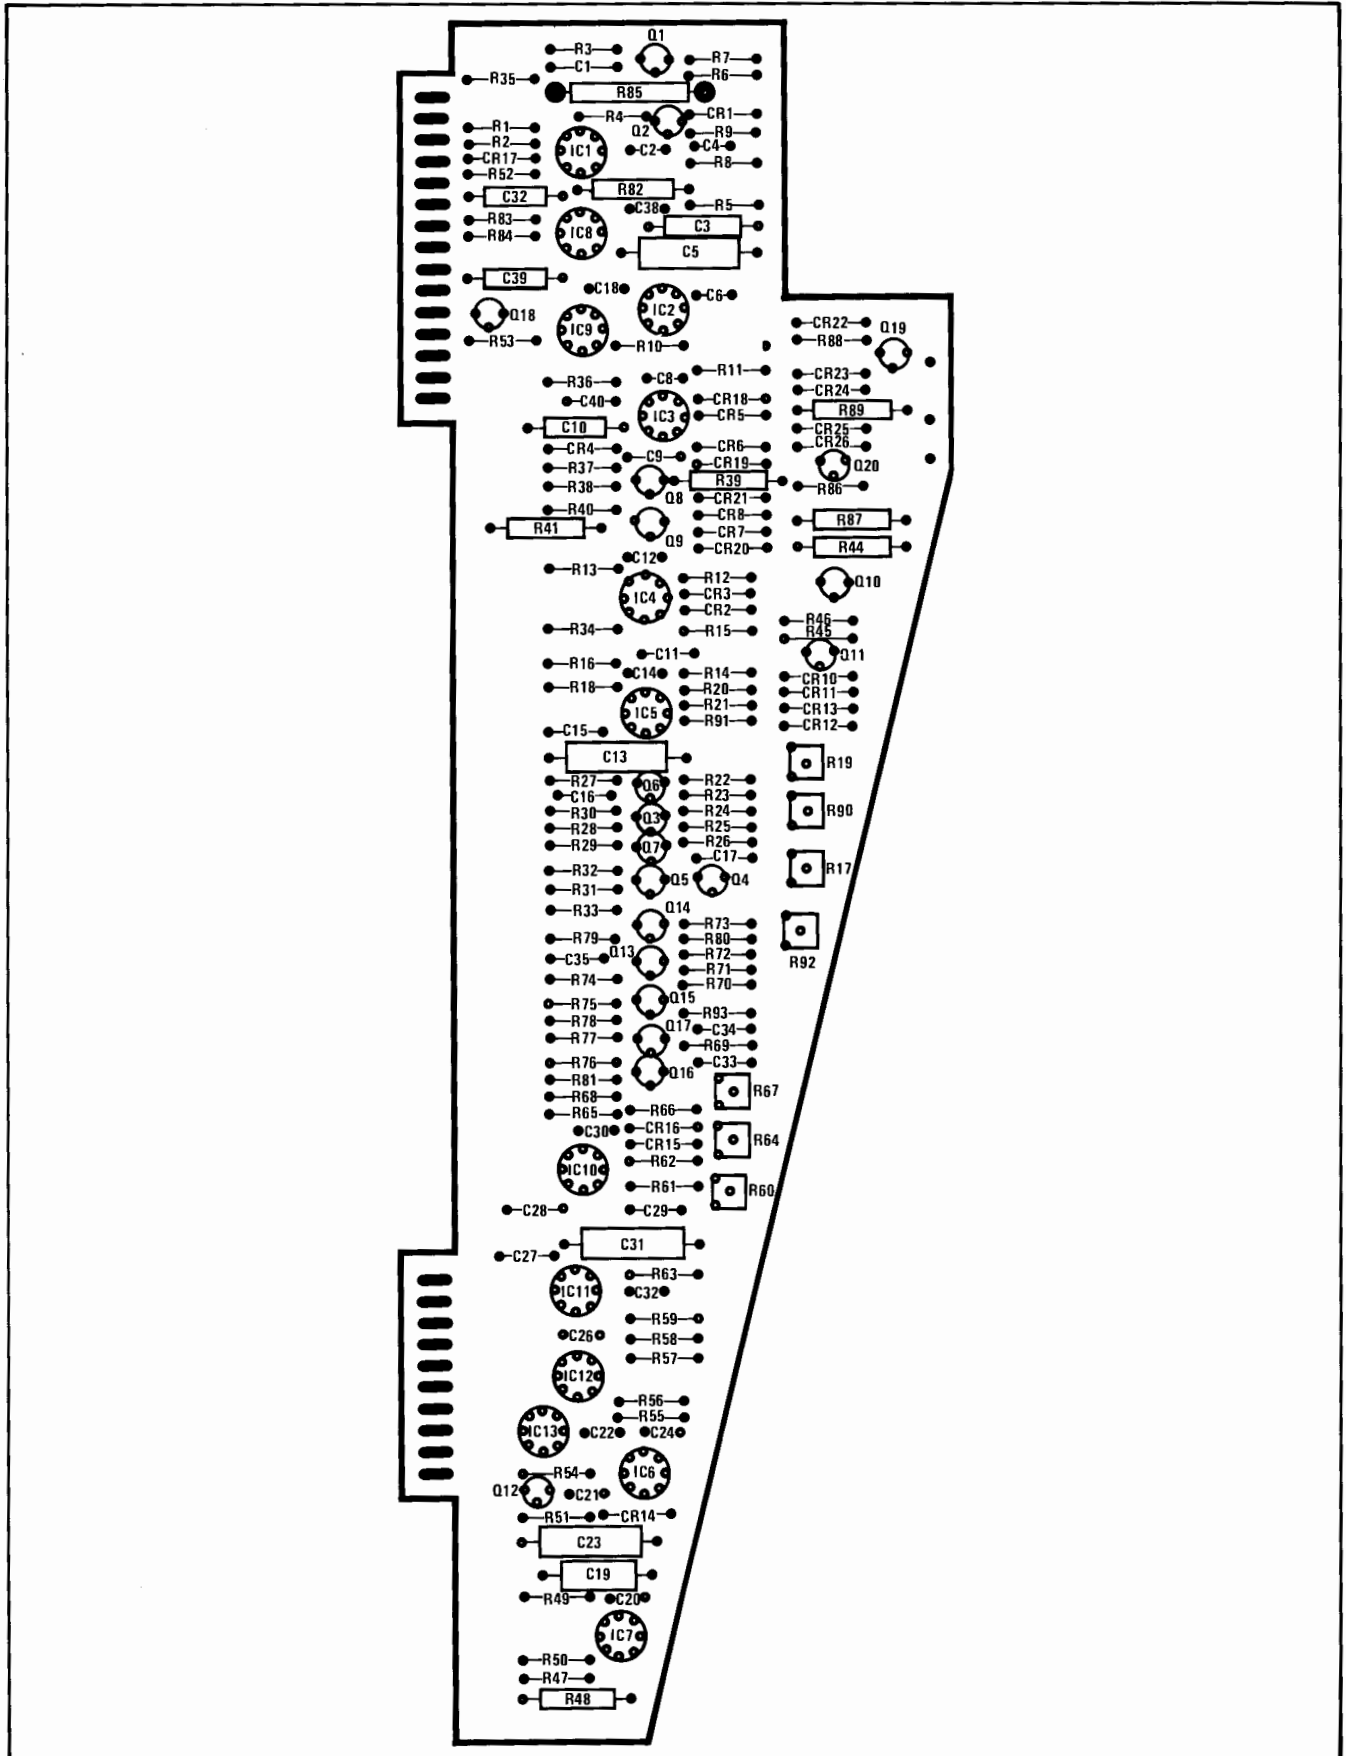 Q1
R3 R7
C1 R6
R35
R85
R4 CR1
Q2
R1 R9
R2 IC1 C2 C4
CR17 R8
R52
R82
C32
C38 R5
R83 C3
R84 IC8
C5
C39
C18 C6
Q18 IC2 CR22 Q19
IC9
R53 R10 R88
R11 CR23
R36 C8 CR24
C40 CR18 R89
IC3 CR5
C10 CR25
CR4 CR6 CR26
C9 CR19 Q20
R37
R38 R39 R86
Q8 CR21
R40 CR8 R87
R41 CR7
Q9 CR20 R44
C12
R13 R12 Q10
IC4 CR3
CR2
R34 R15 R46
R45
C11 Q11
R16 C14 R14 CR10
R18 R20 CR11
IC5 R21 CR13
C15 R91 CR12
C13 R19
R27 Q6 R22
C16 R23
R30 Q3 R24 R90
R28 R25
R29 Q7 R26
C17
R32 Q5 Q4 R17
R31
R33 Q14
R73
R79 R80
Q13 R72
C35 R71 R92
R74 R70
R75 Q15
R78 R93
Q17 C34
R77 R69
R76 C33
R81 Q16
R68 R67
R65 R66
C30 CR16
CR15 R64
IC10 R62
R61 R60
C28 C29
C31
C27
R63
IC11 C32
R59
C26 R58
R57
IC12
R56
R55
IC13 C22 C24
R54 IC6
Q12 C21
R51 CR14
C23
C19
R49 C20
IC7
R50
R47
R48